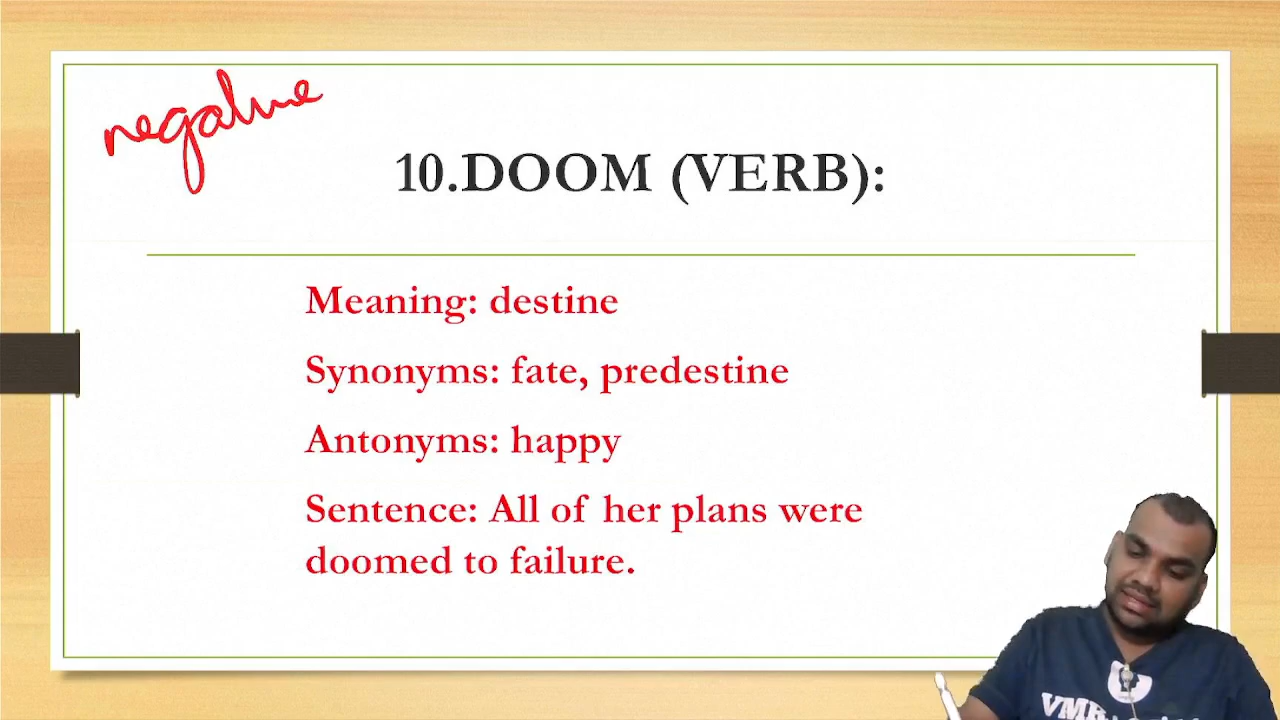 negative
10.DOOM (VERB):
Meaning: destine
Synonyms: fate, predestine
Antonyms: happy
Sentence: All of her plans were
doomed to failure.
VMR